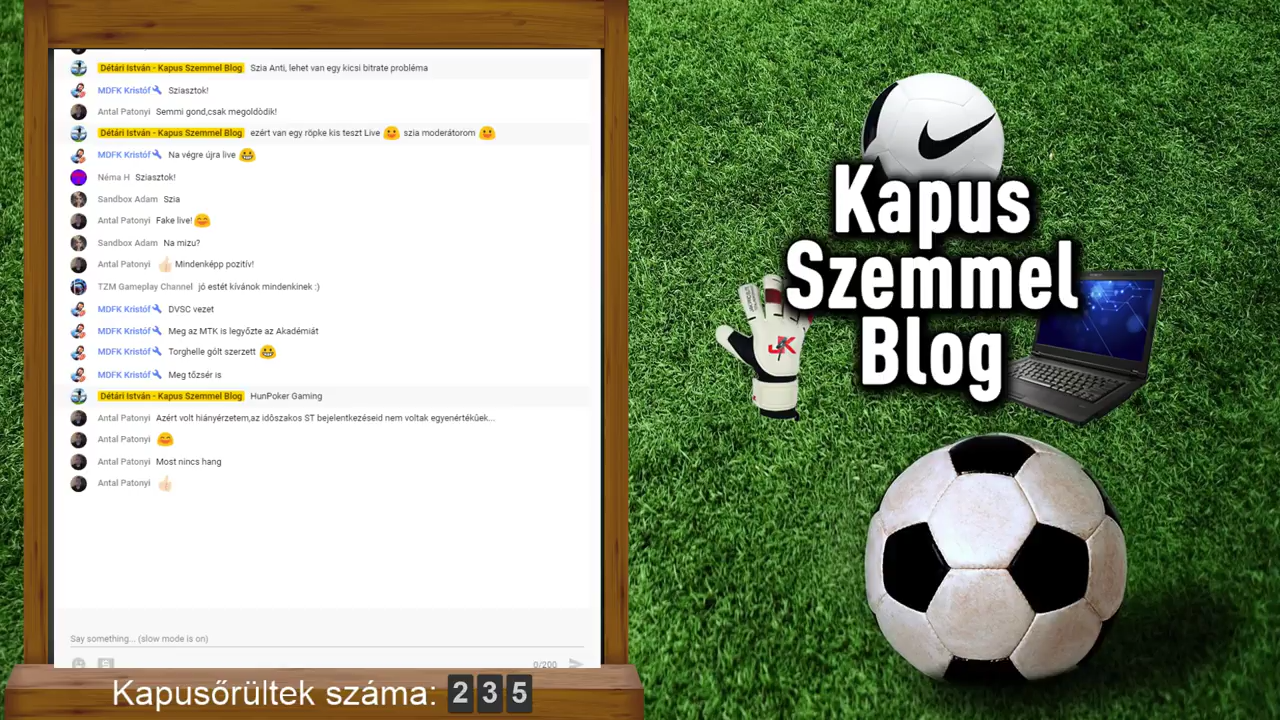 Détári István - Kapus Szemmel Blog Szia Anti, lehet van egy kicsi bitrate probléma
MDFK Kristóf Sziasztok!
Antal Patonyi Semmi gond,csak megoldòdik!
Détári István - Kapus Szemmel Blog ezért van egy röpke kis teszt Live szia moderátorom
MDFK Kristóf Na végre újra live
Néma H Sziasztok!
Sandbox Adam Szia
Antal Patonyi Fake live!
Sandbox Adam Na mizu?
Antal Patonyi Mindenképp pozitív!
TZM Gameplay Channel jó estét kívánok mindenkinek :)
MDFK Kristóf DVSC vezet
MDFK Kristóf Meg az MTK is legyőzte az Akadémiát
MDFK Kristóf Torghelle gólt szerzett
MDFK Kristóf Meg tőzsér is
Détári István - Kapus Szemmel Blog HunPoker Gaming
Antal Patonyi Azért volt hiányérzetem,az idòszakos ST bejelentkezéseid nem voltak egyenértékûek...
Antal Patonyi
Antal Patonyi Most nincs hang
Antal Patonyi
Say something... (slow mode is on)
0/200
Kapusőrültek száma: 235
Kapus
Szemmel
Blog
JK